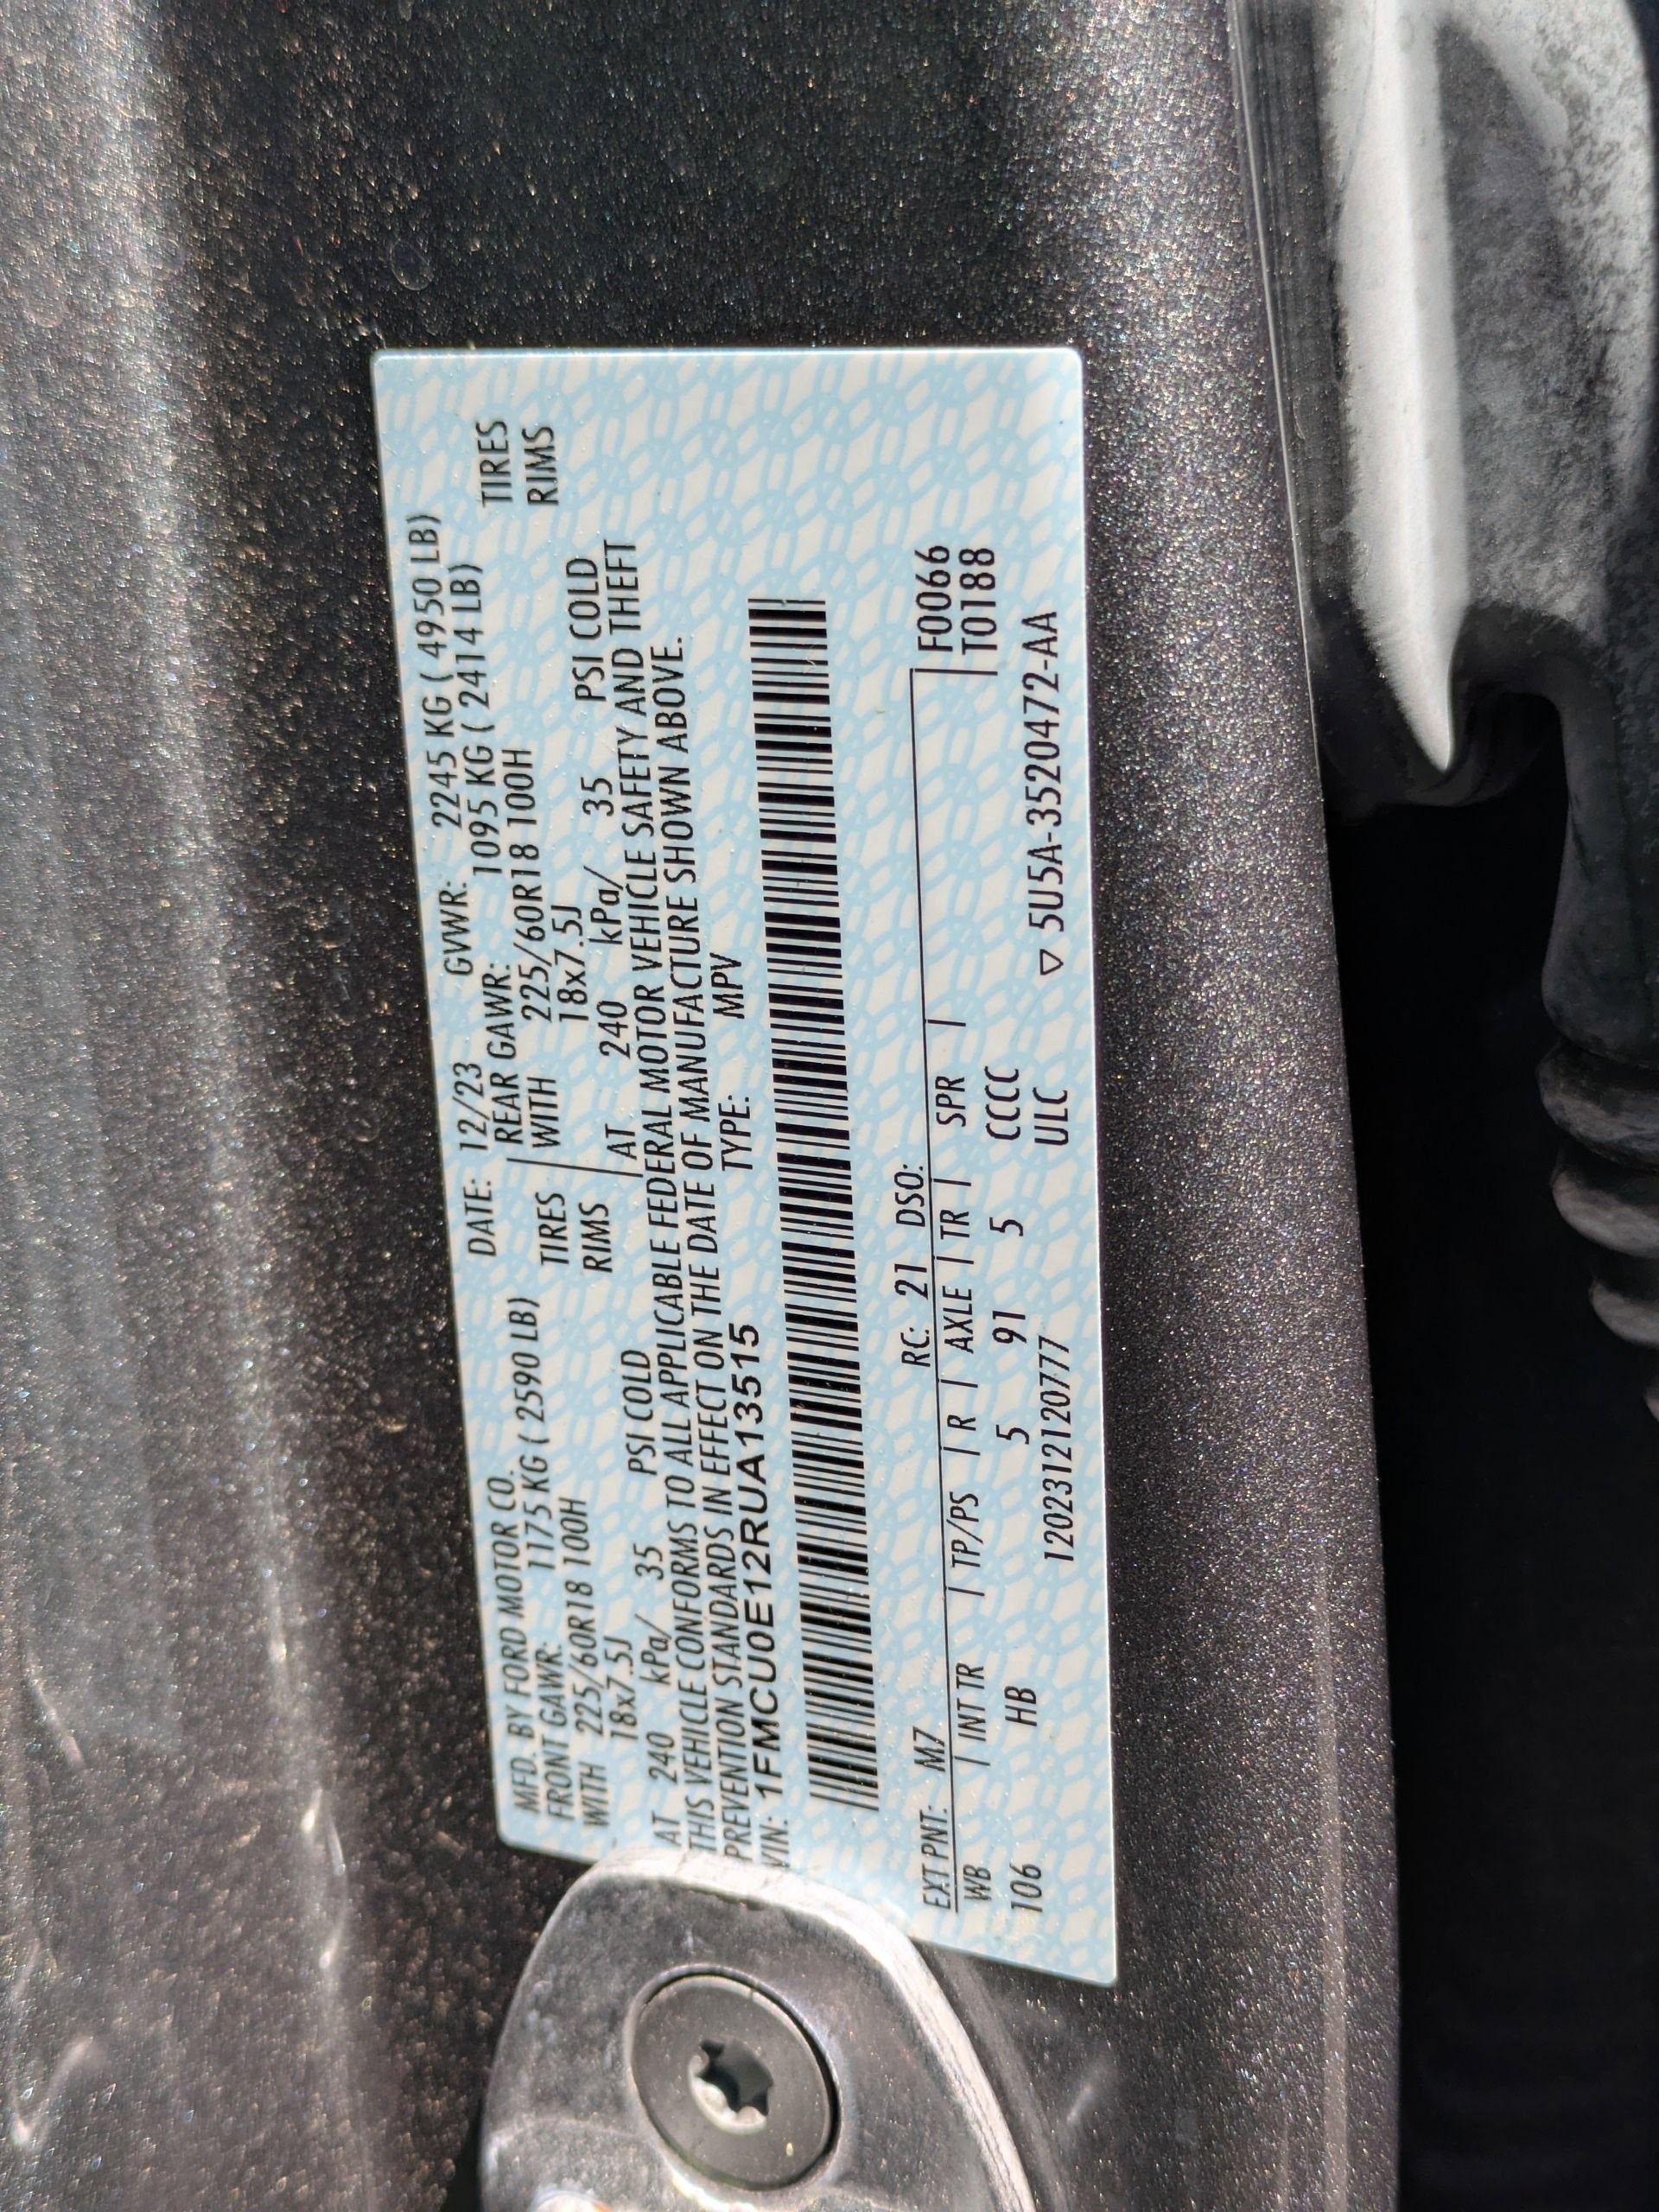 MFD. BY FORD MOTOR CO. DATE: 12/23 GVWR: 2245 KG ( 4950 LB)
FRONT GAWR: 1175 KG ( 2590 LB) REAR GAWR: 1095 KG ( 2414 LB)
WITH 225/60R18 100H TIRES WITH 225/60R18 100H TIRES
18x7.5J RIMS 18x7.5J RIMS
AT 240 kPa/ 35 PSI COLD AT 240 kPa/ 35 PSI COLD
THIS VEHICLE CONFORMS TO ALL APPLICABLE FEDERAL MOTOR VEHICLE SAFETY AND THEFT
PREVENTION STANDARDS IN EFFECT ON THE DATE OF MANUFACTURE SHOWN ABOVE.
VIN: 1FMCU0E12RUA13515 TYPE: MPV
EXT PNT: M7 RC: 21 DSO: F0066
WB | INT TR | TP/PS | R | AXLE | TR | SPR | T0188
106 HB 5 91 5 CCCC
1202312120777 ULC ▽ 5U5A-3520472-AA